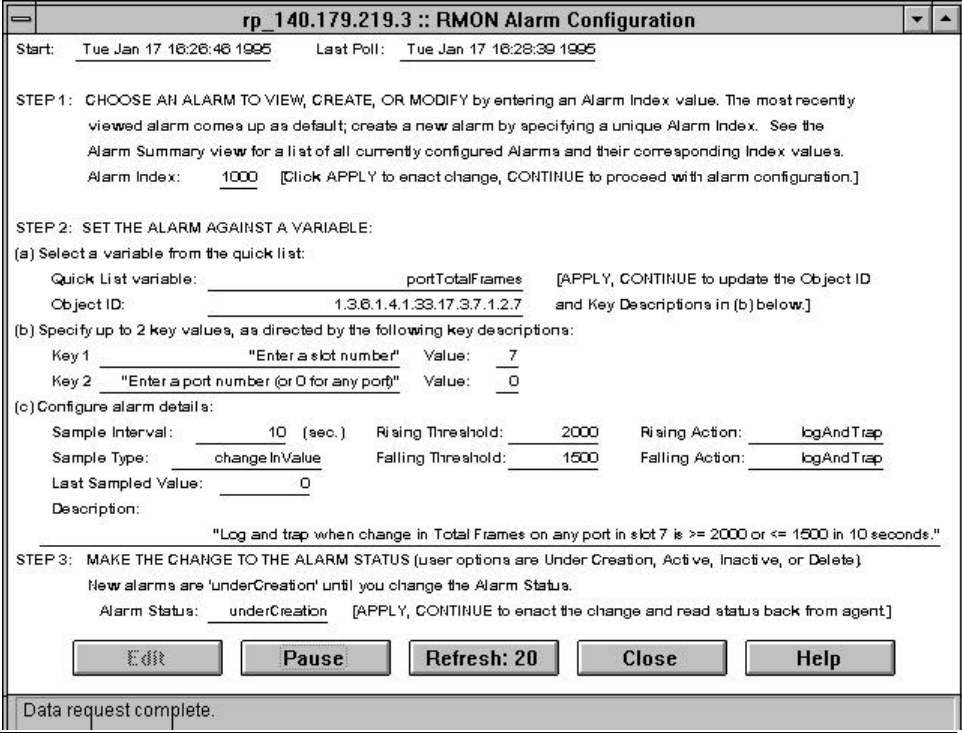 rp_140.179.219.3 :: RMON Alarm Configuration
Start: Tue Jan 17 16:26:46 1995 Last Poll: Tue Jan 17 16:28:39 1995
STEP 1: CHOOSE AN ALARM TO VIEW, CREATE, OR MODIFY by entering an Alarm Index value. The most recently
viewed alarm comes up as default; create a new alarm by specifying a unique Alarm Index. See the
Alarm Summary view for a list of all currently configured Alarms and their corresponding Index values.
Alarm Index: 1000 [Click APPLY to enact change, CONTINUE to proceed with alarm configuration.]
STEP 2: SET THE ALARM AGAINST A VARIABLE:
(a) Select a variable from the quick list:
Quick List variable: portTotalFrames [APPLY, CONTINUE to update the Object ID
Object ID: 1.3.6.1.4.1.33.17.3.7.1.2.7 and Key Descriptions in (b) below.]
(b) Specify up to 2 key values, as directed by the following key descriptions:
Key 1 "Enter a slot number" Value: 7
Key 2 "Enter a port number (or 0 for any port)" Value: 0
(c) Configure alarm details:
Sample Interval: 10 (sec.) Rising Threshold: 2000 Rising Action: logAndTrap
Sample Type: changeInValue Falling Threshold: 1500 Falling Action: logAndTrap
Last Sampled Value: 0
Description:
"Log and trap when change in Total Frames on any port in slot 7 is >= 2000 or <= 1500 in 10 seconds."
STEP 3: MAKE THE CHANGE TO THE ALARM STATUS (user options are Under Creation, Active, Inactive, or Delete).
New alarms are 'underCreation' until you change the Alarm Status.
Alarm Status: underCreation [APPLY, CONTINUE to enact the change and read status back from agent.]
Edit Pause Refresh: 20 Close Help
Data request complete.